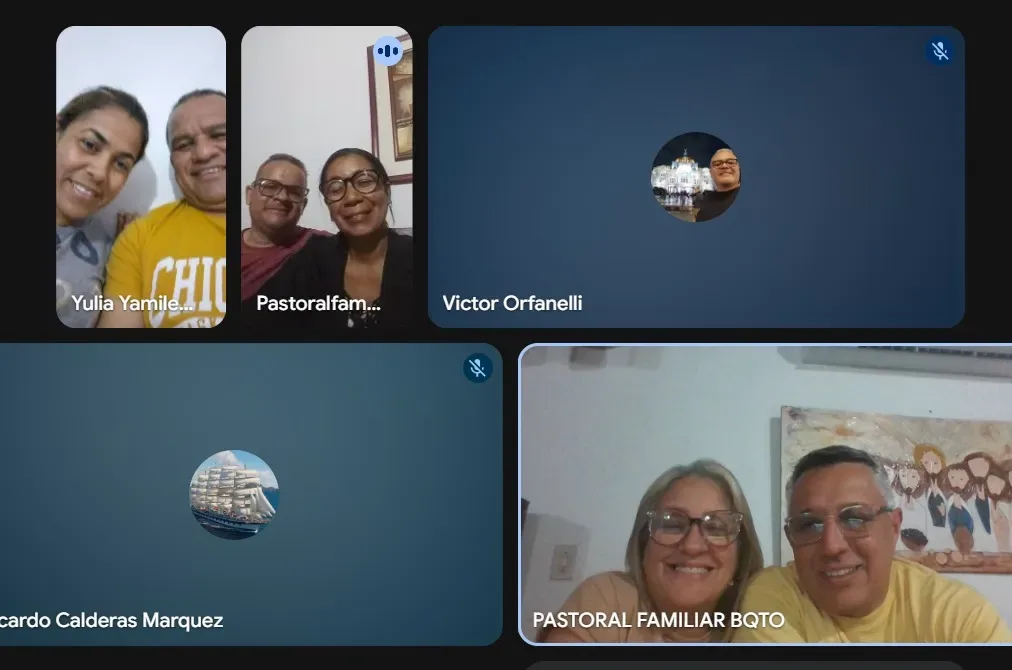 CHIC
Yulia Yamile...
Pastoralfam...
Victor Orfanelli
cardo Calderas Marquez
PASTORAL FAMILIAR BQTO